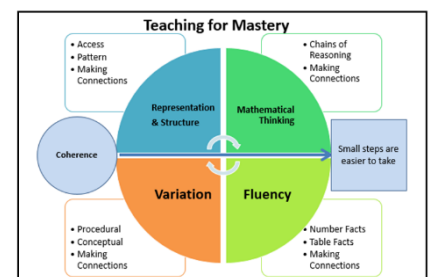 Teaching for Mastery
• Access
• Pattern
• Making
Connections
• Chains of
Reasoning
• Making
Connections
Representation
& Structure
Mathematical
Thinking
Coherence
Small steps are
easier to take
Variation
Fluency
• Procedural
• Conceptual
• Making
Connections
• Number Facts
• Table Facts
• Making
Connections